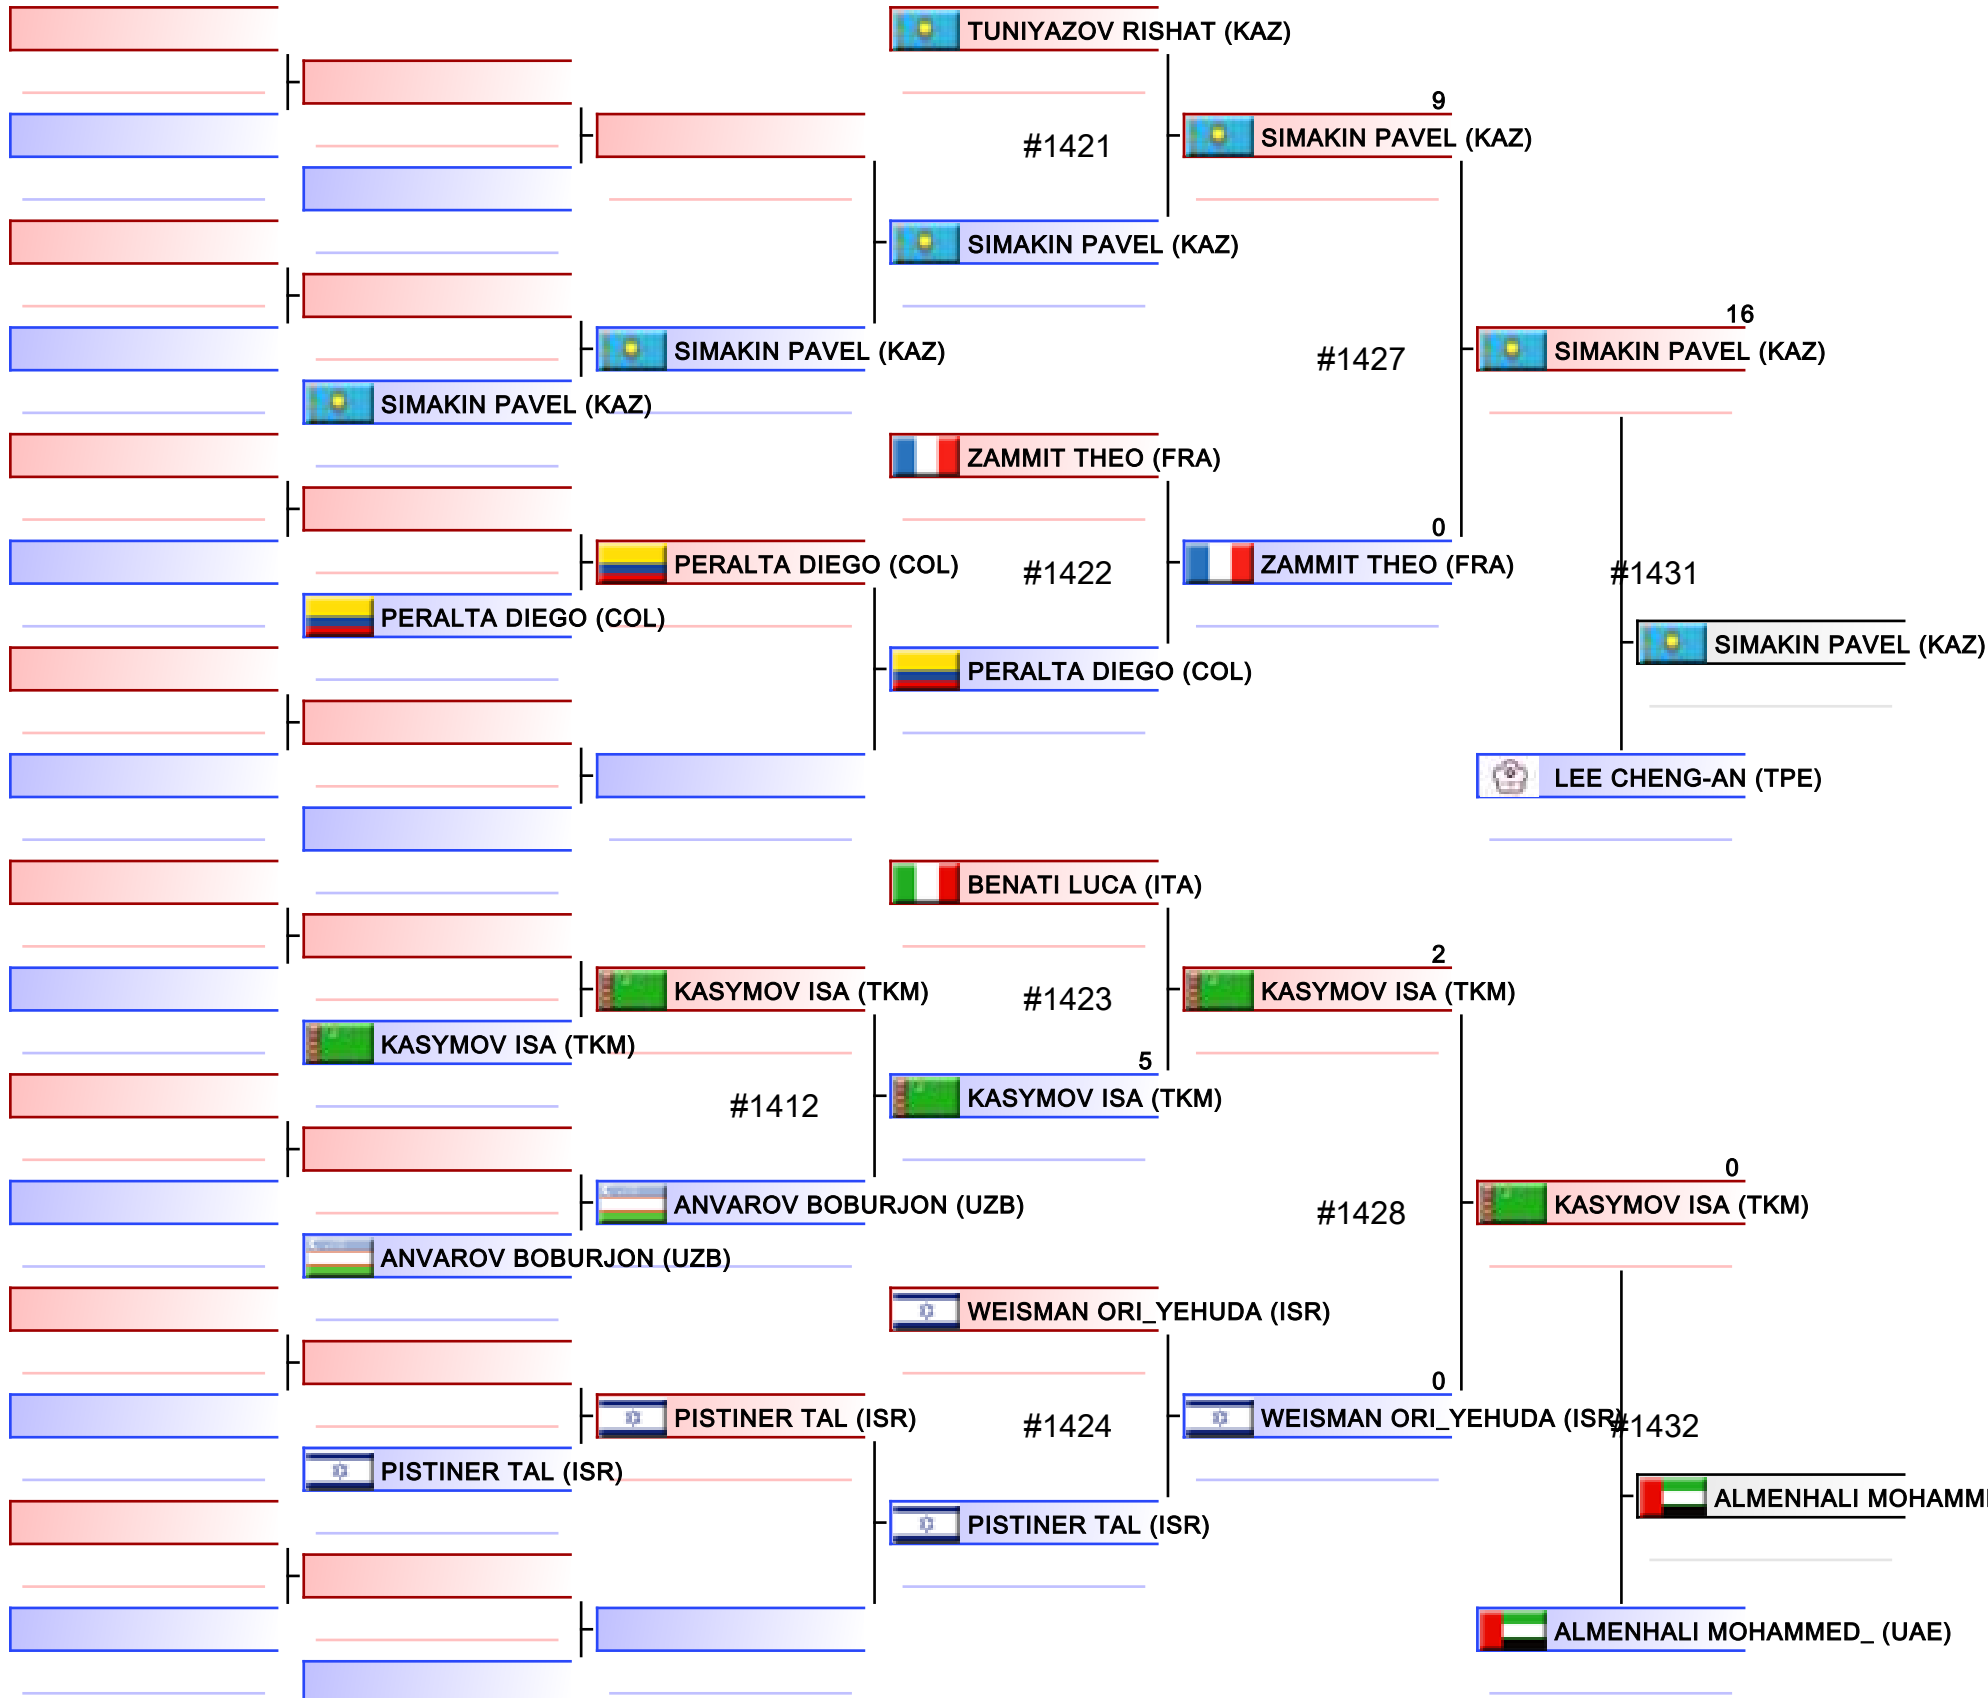 TUNIYAZOV RISHAT (KAZ)
9
#1421
SIMAKIN PAVEL (KAZ)
SIMAKIN PAVEL (KAZ)
16
SIMAKIN PAVEL (KAZ)
#1427
SIMAKIN PAVEL (KAZ)
SIMAKIN PAVEL (KAZ)
ZAMMIT THEO (FRA)
0
PERALTA DIEGO (COL)
#1422
ZAMMIT THEO (FRA)
#1431
PERALTA DIEGO (COL)
SIMAKIN PAVEL (KAZ)
PERALTA DIEGO (COL)
LEE CHENG-AN (TPE)
BENATI LUCA (ITA)
2
KASYMOV ISA (TKM)
#1423
KASYMOV ISA (TKM)
KASYMOV ISA (TKM)
5
#1412
KASYMOV ISA (TKM)
0
ANVAROV BOBURJON (UZB)
#1428
KASYMOV ISA (TKM)
ANVAROV BOBURJON (UZB)
WEISMAN ORI_YEHUDA (ISR)
0
PISTINER TAL (ISR)
#1424
WEISMAN ORI_YEHUDA (ISR)
#1432
PISTINER TAL (ISR)
ALMENHALI MOHAMM
PISTINER TAL (ISR)
ALMENHALI MOHAMMED_ (UAE)